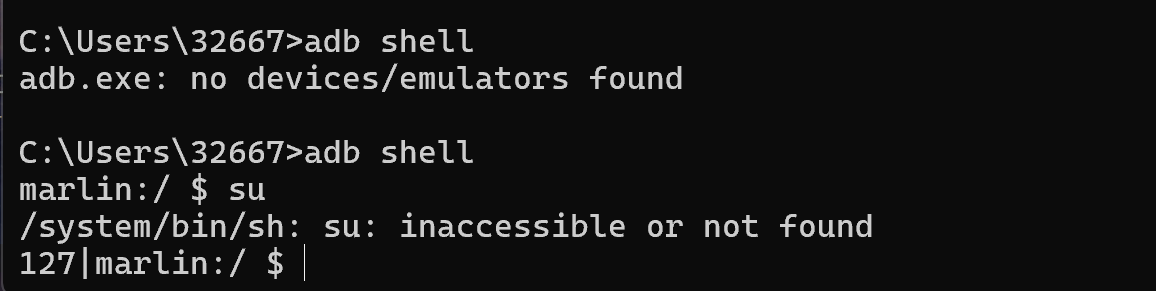 C:\Users\32667>adb shell
adb.exe: no devices/emulators found
C:\Users\32667>adb shell
marlin:/ $ su
/system/bin/sh: su: inaccessible or not found
127|marlin:/ $